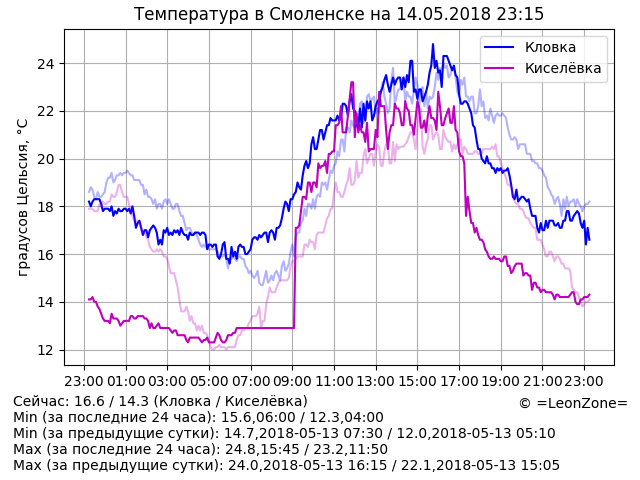 Температура в Смоленске на 14.05.2018 23:15
Кловка
Киселёвка
градусов Цельсия, °C
24
22
20
18
16
14
12
23:00 01:00 03:00 05:00 07:00 09:00 11:00 13:00 15:00 17:00 19:00 21:00 23:00
Сейчас: 16.6 / 14.3 (Кловка / Киселёвка)
© =LeonZone=
Min (за последние 24 часа): 15.6,06:00 / 12.3,04:00
Min (за предыдущие сутки): 14.7,2018-05-13 07:30 / 12.0,2018-05-13 05:10
Max (за последние 24 часа): 24.8,15:45 / 23.2,11:50
Max (за предыдущие сутки): 24.0,2018-05-13 16:15 / 22.1,2018-05-13 15:05